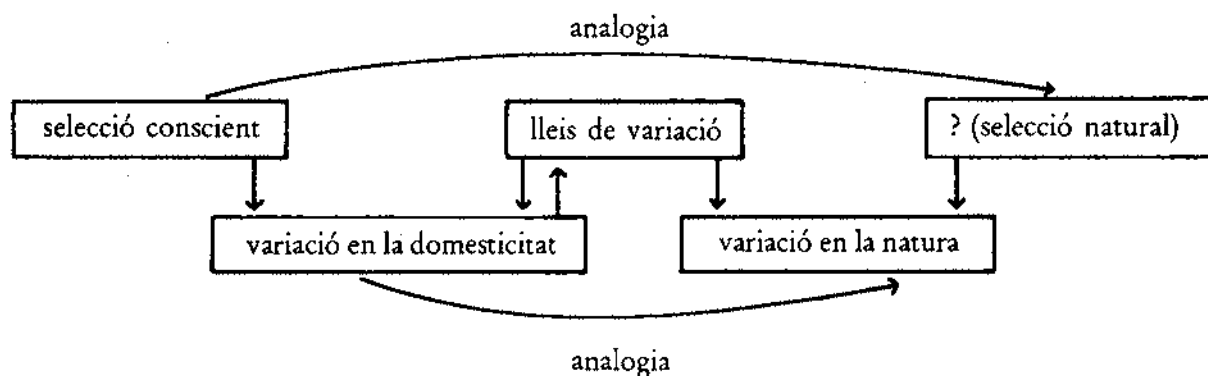 analogia
selecció conscient
lleis de variació
? (selecció natural)
variació en la domesticitat
variació en la natura
analogia